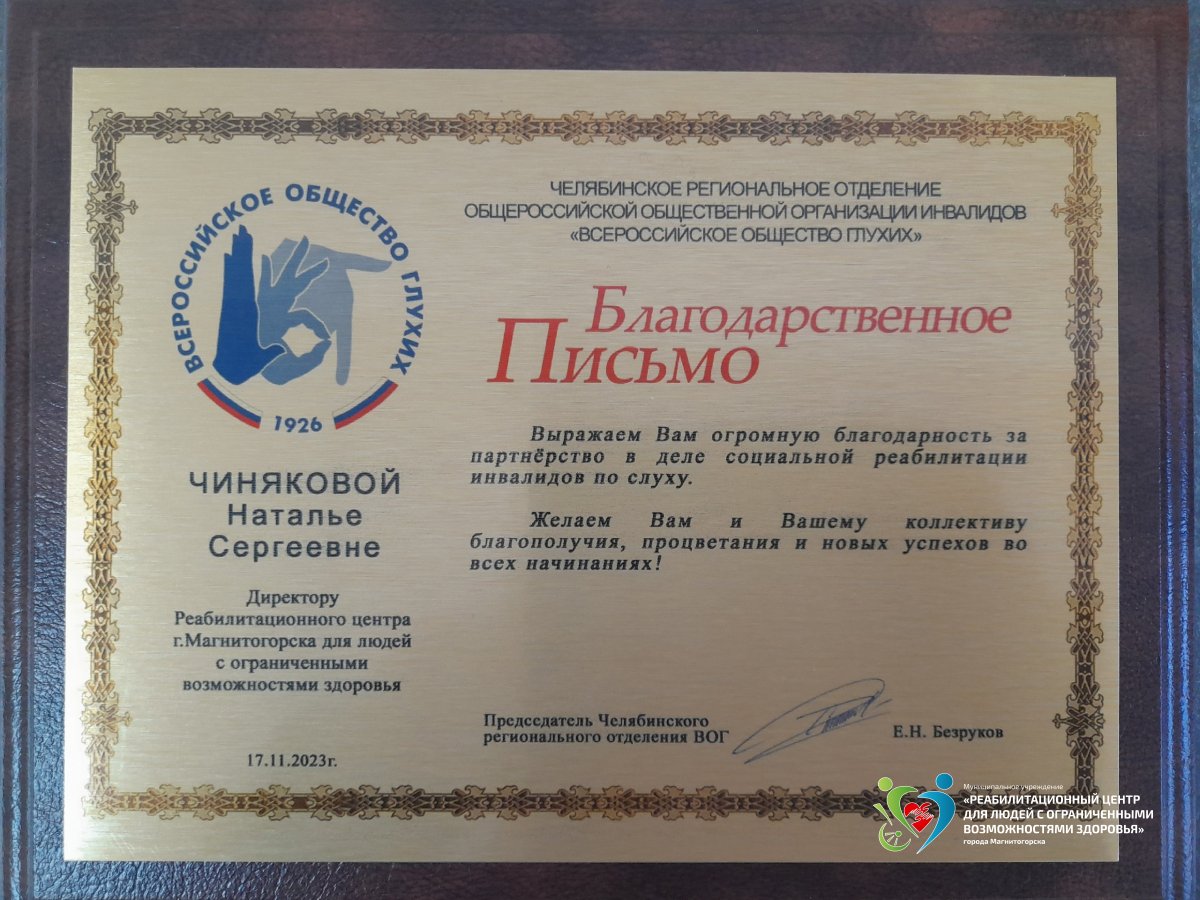 ВСЕРОССИЙСКОЕ ОБЩЕСТВО ГЛУХИХ
1926
ЧИНЯКОВОЙ
Наталье
Сергеевне
Директору
Реабилитационного центра
г.Магнитогорска для людей
с ограниченными
возможностями здоровья
17.11.2023г.
ЧЕЛЯБИНСКОЕ РЕГИОНАЛЬНОЕ ОТДЕЛЕНИЕ
ОБЩЕРОССИЙСКОЙ ОБЩЕСТВЕННОЙ ОРГАНИЗАЦИИ ИНВАЛИДОВ
«ВСЕРОССИЙСКОЕ ОБЩЕСТВО ГЛУХИХ»
Благодарственное
Письмо
Выражаем Вам огромную благодарность за
партнёрство в деле социальной реабилитации
инвалидов по слуху.
Желаем Вам и Вашему коллективу
благополучия, процветания и новых успехов во
всех начинаниях!
Председатель Челябинского
регионального отделения ВОГ
Е.Н. Безруков
Муниципальное учреждение
«РЕАБИЛИТАЦИОННЫЙ ЦЕНТР
ДЛЯ ЛЮДЕЙ С ОГРАНИЧЕННЫМИ
ВОЗМОЖНОСТЯМИ ЗДОРОВЬЯ»
города Магнитогорска